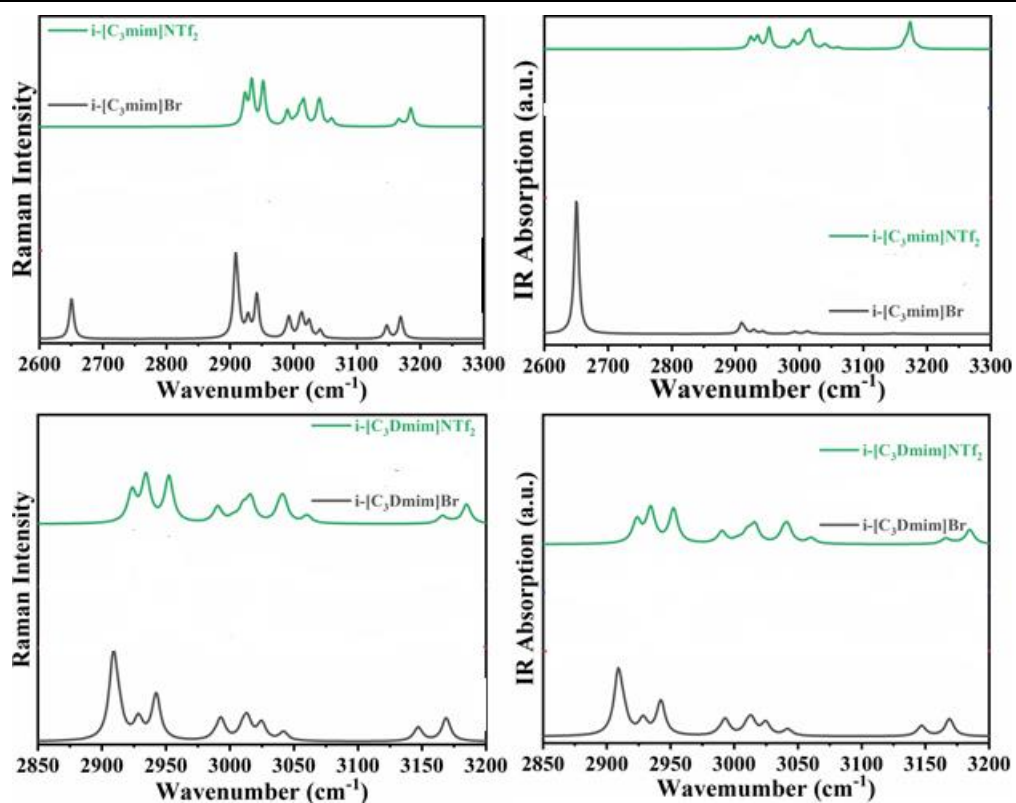 i-[C₃mim]NTf₂
i-[C₃mim]Br
Raman Intensity
2600 2700 2800 2900 3000 3100 3200 3300
Wavenumber (cm⁻¹)
IR Absorption (a.u.)
i-[C₃mim]NTf₂
i-[C₃mim]Br
2600 2700 2800 2900 3000 3100 3200 3300
Wavenumber (cm⁻¹)
i-[C₃Dmim]NTf₂
i-[C₃Dmim]Br
Raman Intensity
2850 2900 2950 3000 3050 3100 3150 3200
Wavenumber (cm⁻¹)
i-[C₃Dmim]NTf₂
i-[C₃Dmim]Br
IR Absorption (a.u.)
2850 2900 2950 3000 3050 3100 3150 3200
Wavemumber (cm⁻¹)